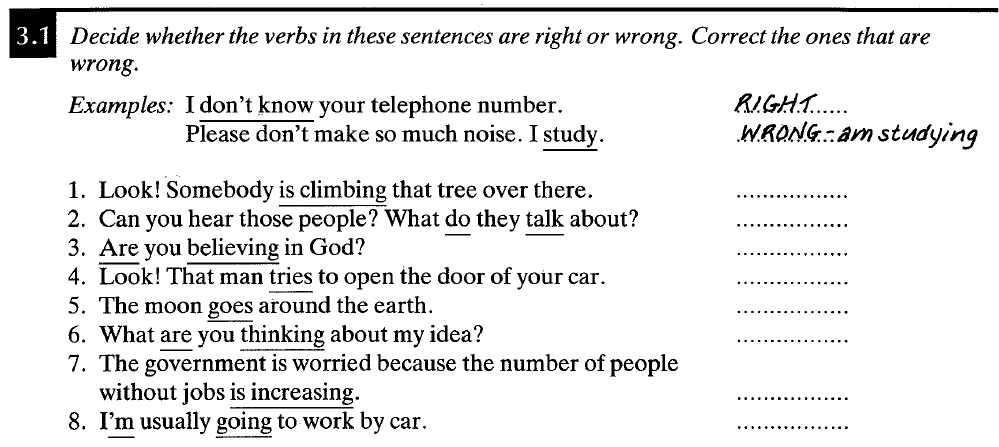 3.1 Decide whether the verbs in these sentences are right or wrong. Correct the ones that are
wrong.
Examples: I don't know your telephone number. RIGHT......
Please don't make so much noise. I study. WRONG - am studying
1. Look! Somebody is climbing that tree over there. .................
2. Can you hear those people? What do they talk about? .................
3. Are you believing in God? .................
4. Look! That man tries to open the door of your car. .................
5. The moon goes around the earth. .................
6. What are you thinking about my idea? .................
7. The government is worried because the number of people
without jobs is increasing. .................
8. I'm usually going to work by car. .................